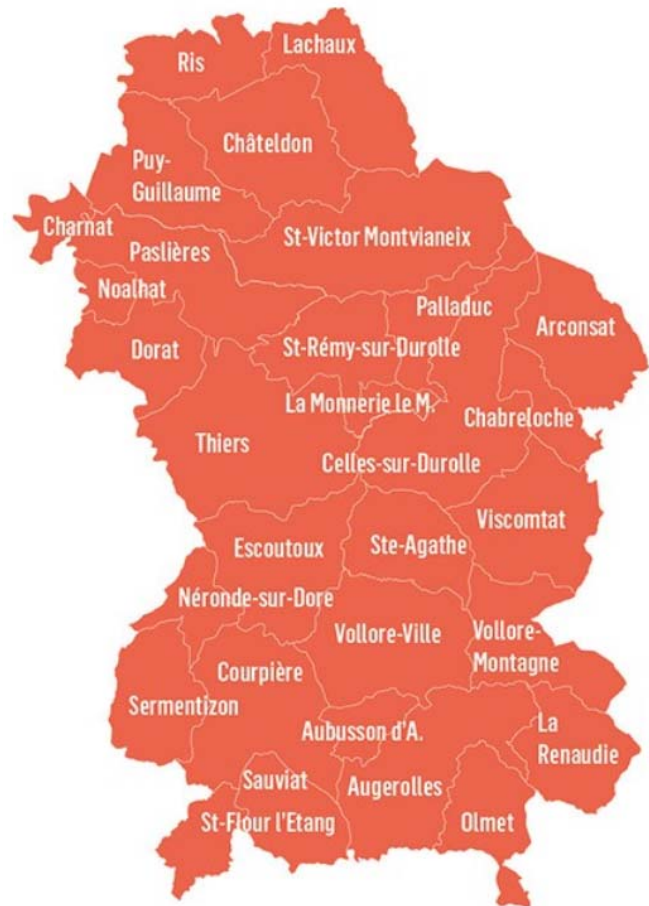 Lachaux
Ris
Châteldon
Puy-
Guillaume
Charnat
St-Victor Montvianeix
Paslières
Noalhat
Palladuc
Arconsat
Dorat
St-Rémy-sur-Durolle
La Monnerie le M.
Chabreloche
Thiers
Celles-sur-Durolle
Viscomtat
Escoutoux
Ste-Agathe
Néronde-sur-Dore
Vollore-Ville
Vollore-
Montagne
Courpière
Sermentizon
Aubusson d'A.
La
Renaudie
Sauviat
Augerolles
St-Flour l'Etang
Olmet